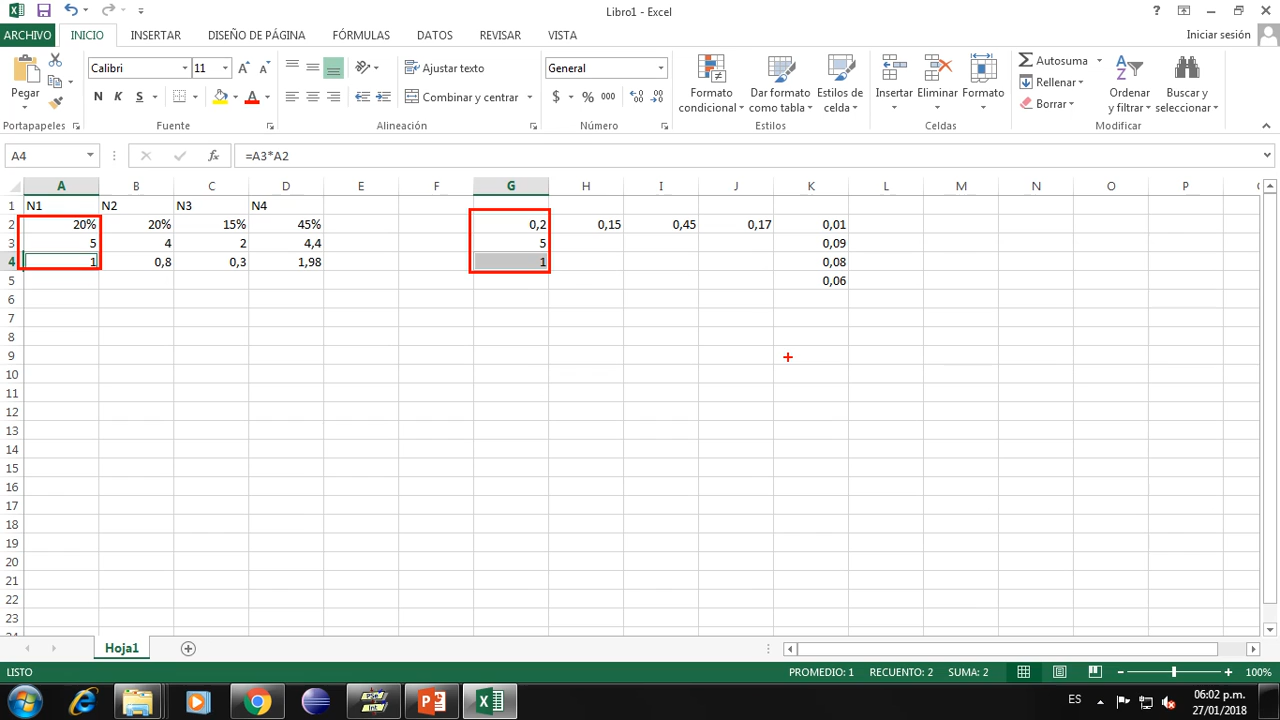 Libro1 - Excel
?
ARCHIVO INICIO INSERTAR DISEÑO DE PÁGINA FÓRMULAS DATOS REVISAR VISTA Iniciar sesión
Pegar
Calibri 11 A A
N K S A
Ajustar texto
Combinar y centrar
General
$ % 000
Formato condicional
Dar formato como tabla
Estilos de celda
Insertar Eliminar Formato
Autosuma
Rellenar
Borrar
Ordenar y filtrar
Buscar y seleccionar
Portapapeles Fuente Alineación Número Estilos Celdas Modificar
A4 fx =A3*A2
A B C D E F G H I J K L M N O P
1 N1 N2 N3 N4
2 20% 20% 15% 45% 0,2 0,15 0,45 0,17 0,01
3 5 4 2 4,4 5 0,09
4 1 0,8 0,3 1,98 1 0,08
5 0,06
6
7
8
9
10
11
12
13
14
15
16
17
18
19
20
21
22
23
24
Hoja1
LISTO PROMEDIO: 1 RECUENTO: 2 SUMA: 2 100%
ES 06:02 p.m.
27/01/2018